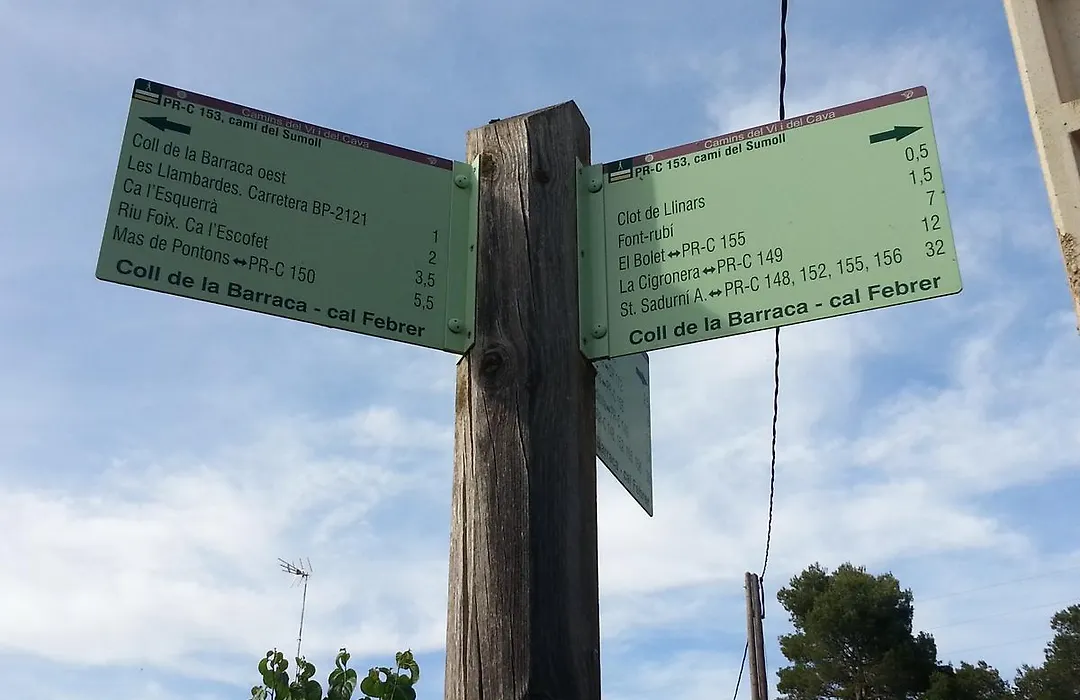 Camins del Vi i del Cava
PR-C 153, camí del Sumoll
Coll de la Barraca oest
Les Llambardes. Carretera BP-2121 1
Ca l'Esquerrà 2
Riu Foix. Ca l'Escofet 3,5
Mas de Pontons↔PR-C 150 5,5
Coll de la Barraca - cal Febrer
Camins del Vi i del Cava
PR-C 153, camí del Sumoll
Clot de Llinars 0,5
Font-rubí 1,5
El Bolet↔PR-C 155 7
La Cigronera↔PR-C 149 12
St. Sadurní A.↔PR-C 148, 152, 155, 156 32
Coll de la Barraca - cal Febrer
Barraca - cal Febrer